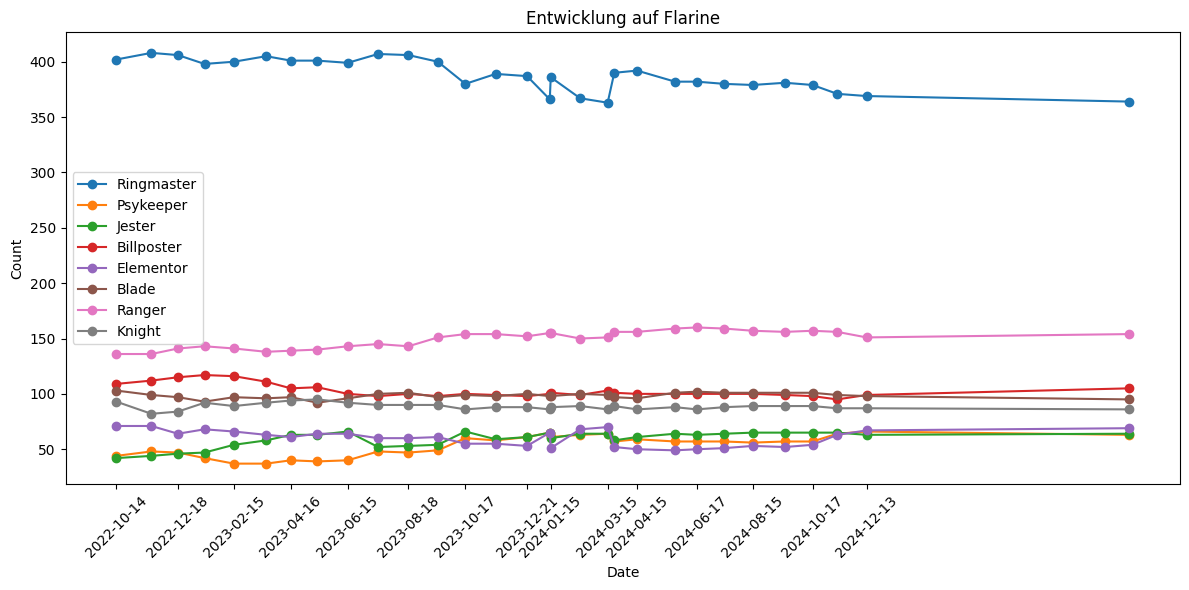 Entwicklung auf Flarine
Count
400
350
300
250
200
150
100
50
Ringmaster
Psykeeper
Jester
Billposter
Elementor
Blade
Ranger
Knight
2022-10-14
2022-12-18
2023-02-15
2023-04-16
2023-06-15
2023-08-18
2023-10-17
2023-12-21
2024-01-15
2024-03-15
2024-04-15
2024-06-17
2024-08-15
2024-10-17
2024-12-13
Date